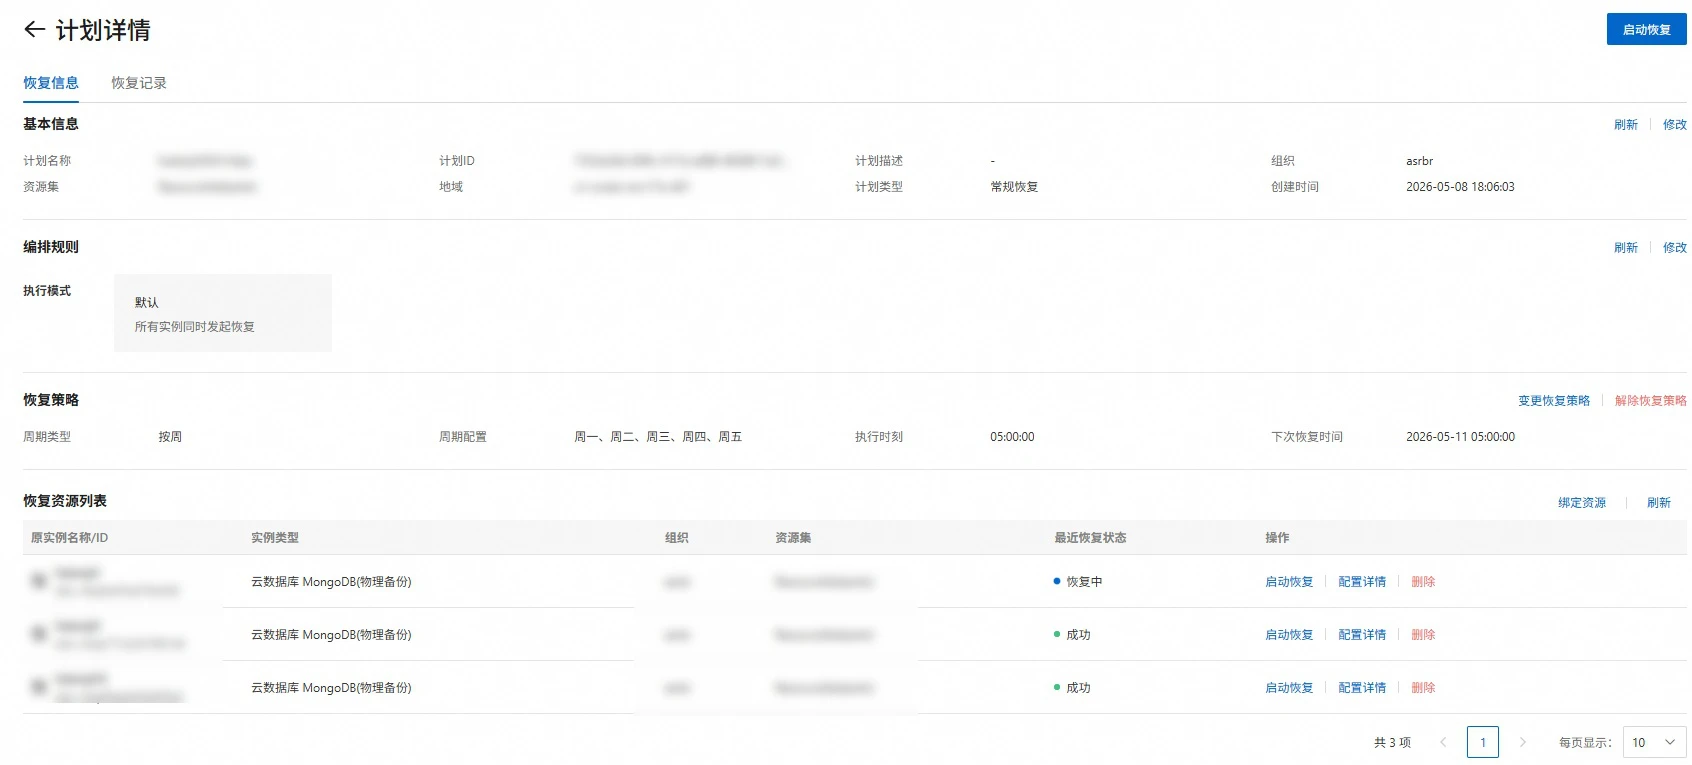 计划详情
启动恢复
恢复信息 恢复记录
基本信息 刷新 修改
计划名称 计划ID 计划描述 - 组织 asrbr
资源集 地域 计划类型 常规恢复 创建时间 2026-05-08 18:06:03
编排规则 刷新 修改
执行模式
默认
所有实例同时发起恢复
恢复策略 变更恢复策略 解除恢复策略
周期类型 按周 周期配置 周一、周二、周三、周四、周五 执行时刻 05:00:00 下次恢复时间 2026-05-11 05:00:00
恢复资源列表 绑定资源 刷新
原实例名称/ID 实例类型 组织 资源集 最近恢复状态 操作
云数据库 MongoDB(物理备份) 恢复中 启动恢复 配置详情 删除
云数据库 MongoDB(物理备份) 成功 启动恢复 配置详情 删除
云数据库 MongoDB(物理备份) 成功 启动恢复 配置详情 删除
共 3 项 1 每页显示: 10